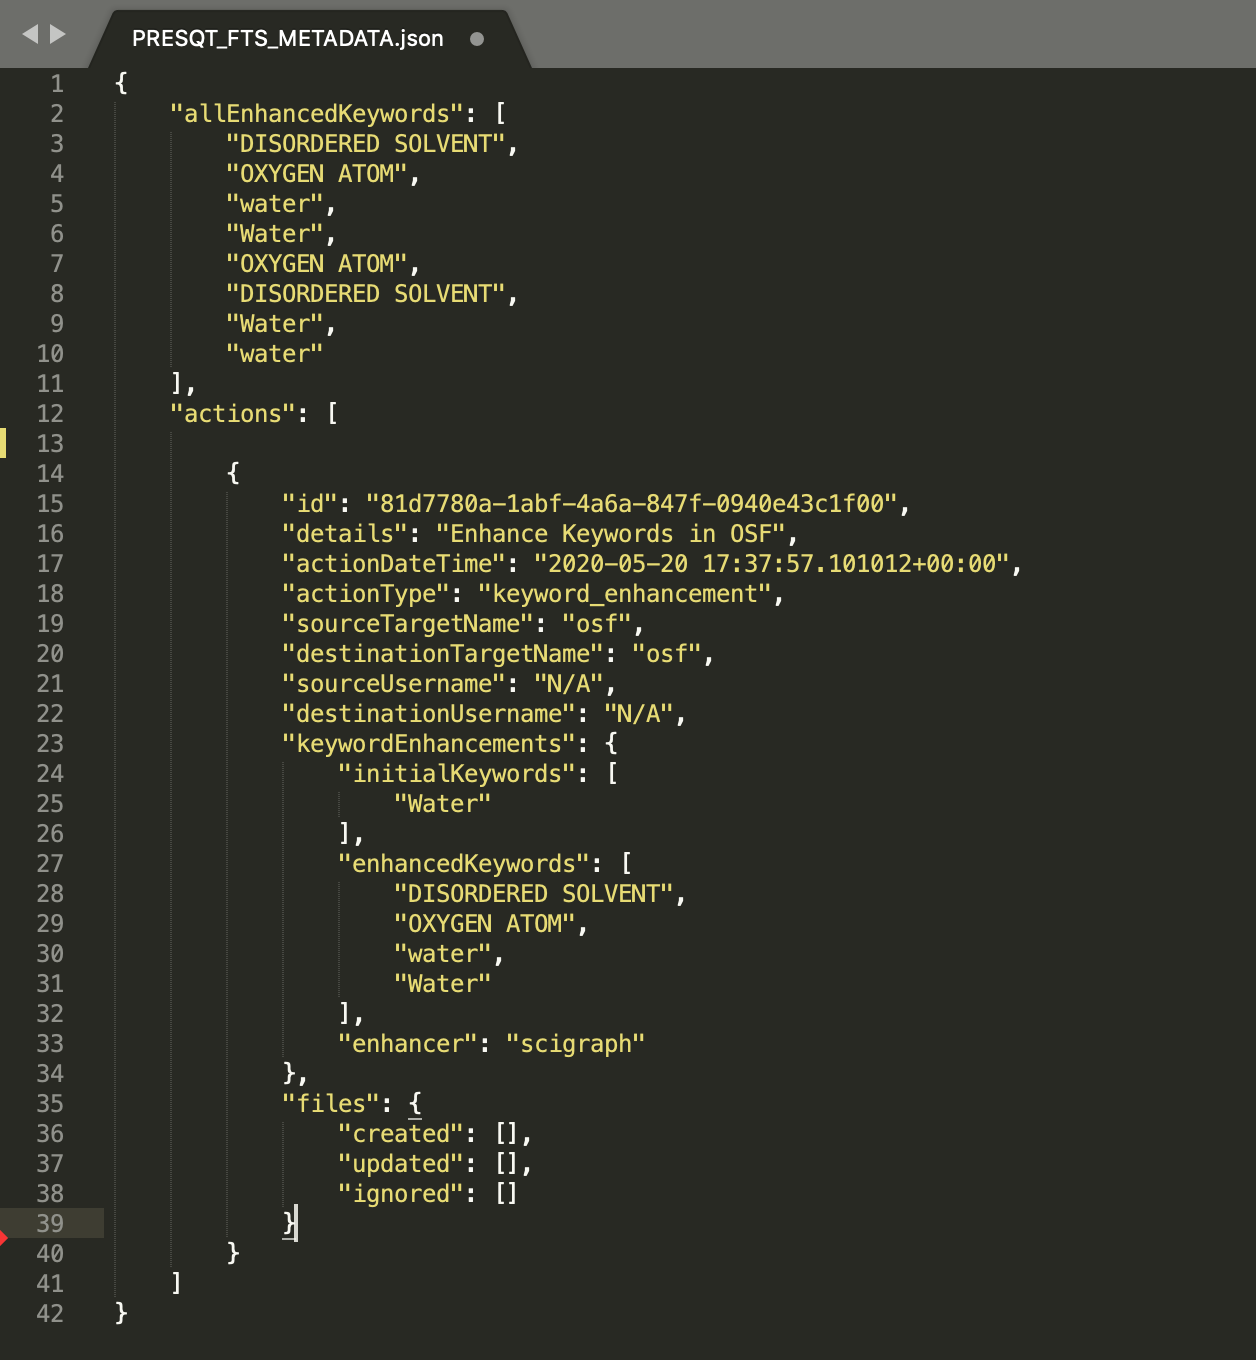 PRESQT_FTS_METADATA.json
1 {
2     "allEnhancedKeywords": [
3         "DISORDERED SOLVENT",
4         "OXYGEN ATOM",
5         "water",
6         "Water",
7         "OXYGEN ATOM",
8         "DISORDERED SOLVENT",
9         "Water",
10         "water"
11     ],
12     "actions": [
13
14         {
15             "id": "81d7780a-1abf-4a6a-847f-0940e43c1f00",
16             "details": "Enhance Keywords in OSF",
17             "actionDateTime": "2020-05-20 17:37:57.101012+00:00",
18             "actionType": "keyword_enhancement",
19             "sourceTargetName": "osf",
20             "destinationTargetName": "osf",
21             "sourceUsername": "N/A",
22             "destinationUsername": "N/A",
23             "keywordEnhancements": {
24                 "initialKeywords": [
25                     "Water"
26                 ],
27                 "enhancedKeywords": [
28                     "DISORDERED SOLVENT",
29                     "OXYGEN ATOM",
30                     "water",
31                     "Water"
32                 ],
33                 "enhancer": "scigraph"
34             },
35             "files": {
36                 "created": [],
37                 "updated": [],
38                 "ignored": []
39             }
40         }
41     ]
42 }